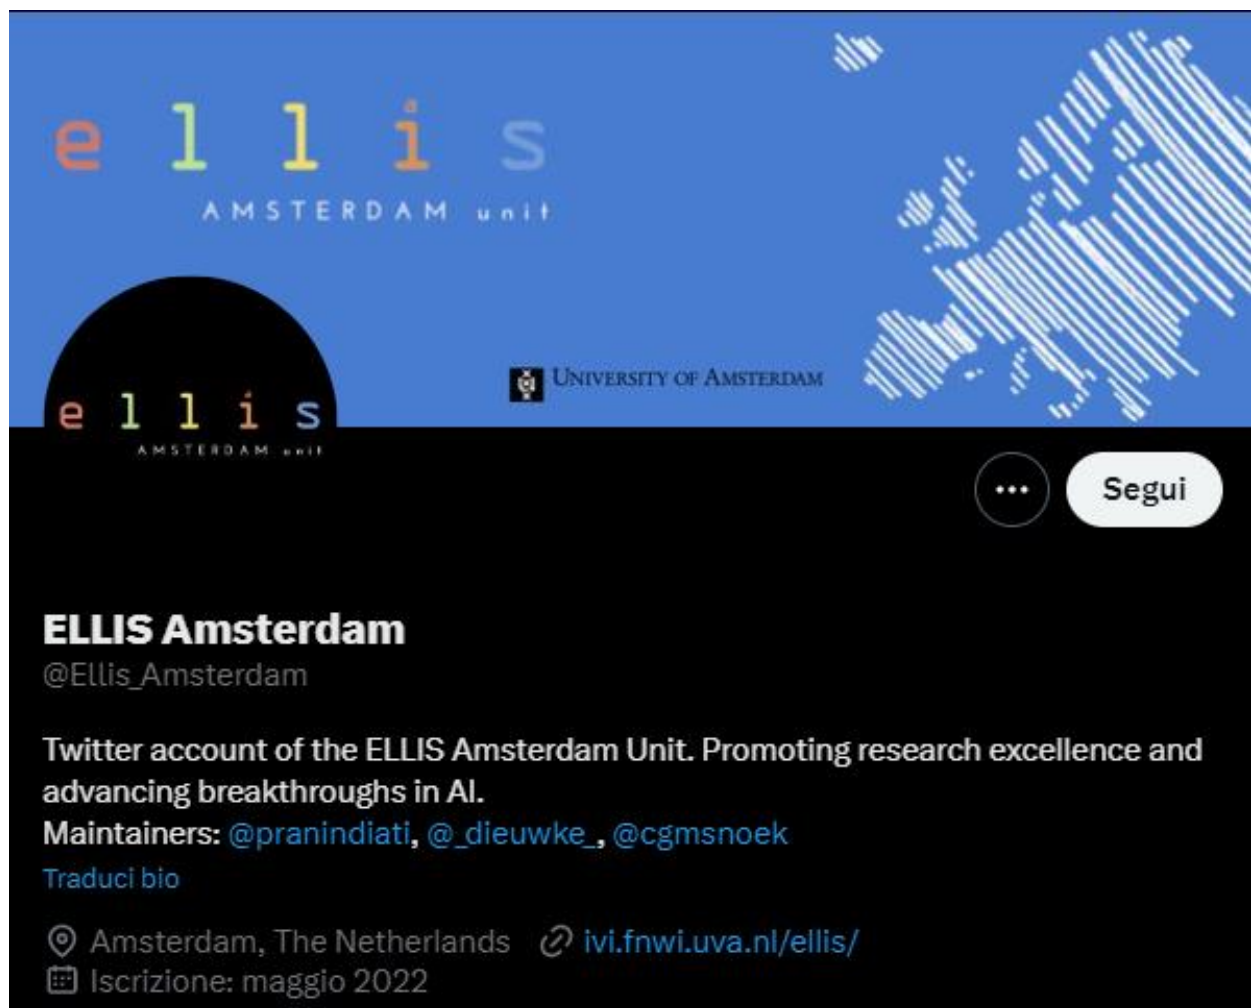 e l l i s
AMSTERDAM unit
UNIVERSITY OF AMSTERDAM
e l l i s
AMSTERDAM unit
Segui
ELLIS Amsterdam
@Ellis_Amsterdam
Twitter account of the ELLIS Amsterdam Unit. Promoting research excellence and
advancing breakthroughs in AI.
Maintainers: @pranindiati, @_dieuwke_, @cgmsnoek
Traduci bio
Amsterdam, The Netherlands ivi.fnwi.uva.nl/ellis/
Iscrizione: maggio 2022